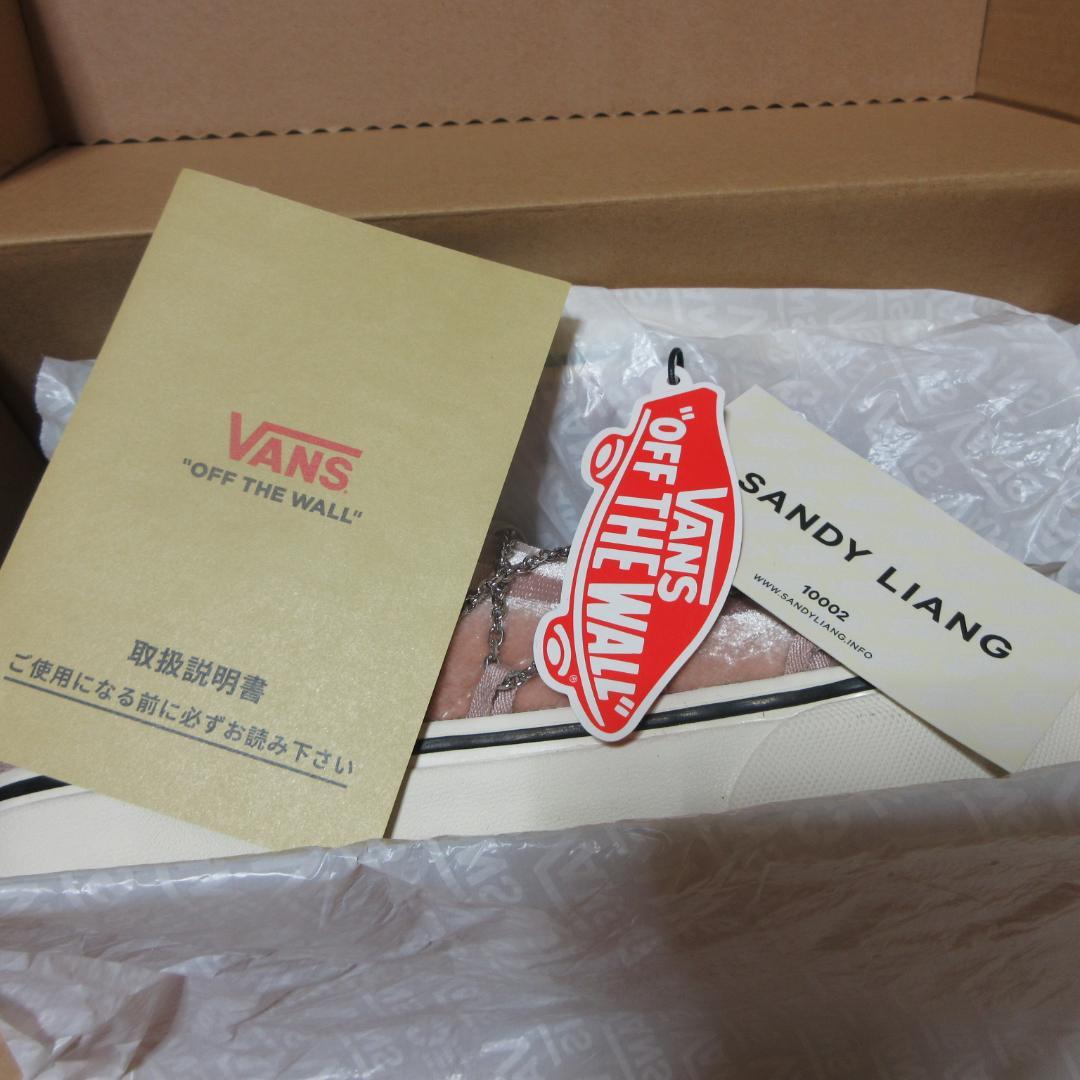 VANS
"OFF THE WALL"
取扱説明書
ご使用になる前に必ずお読み下さい
VANS
"OFF THE WALL"
SANDY LIANG
10002
WWW.SANDYLIANG.INFO